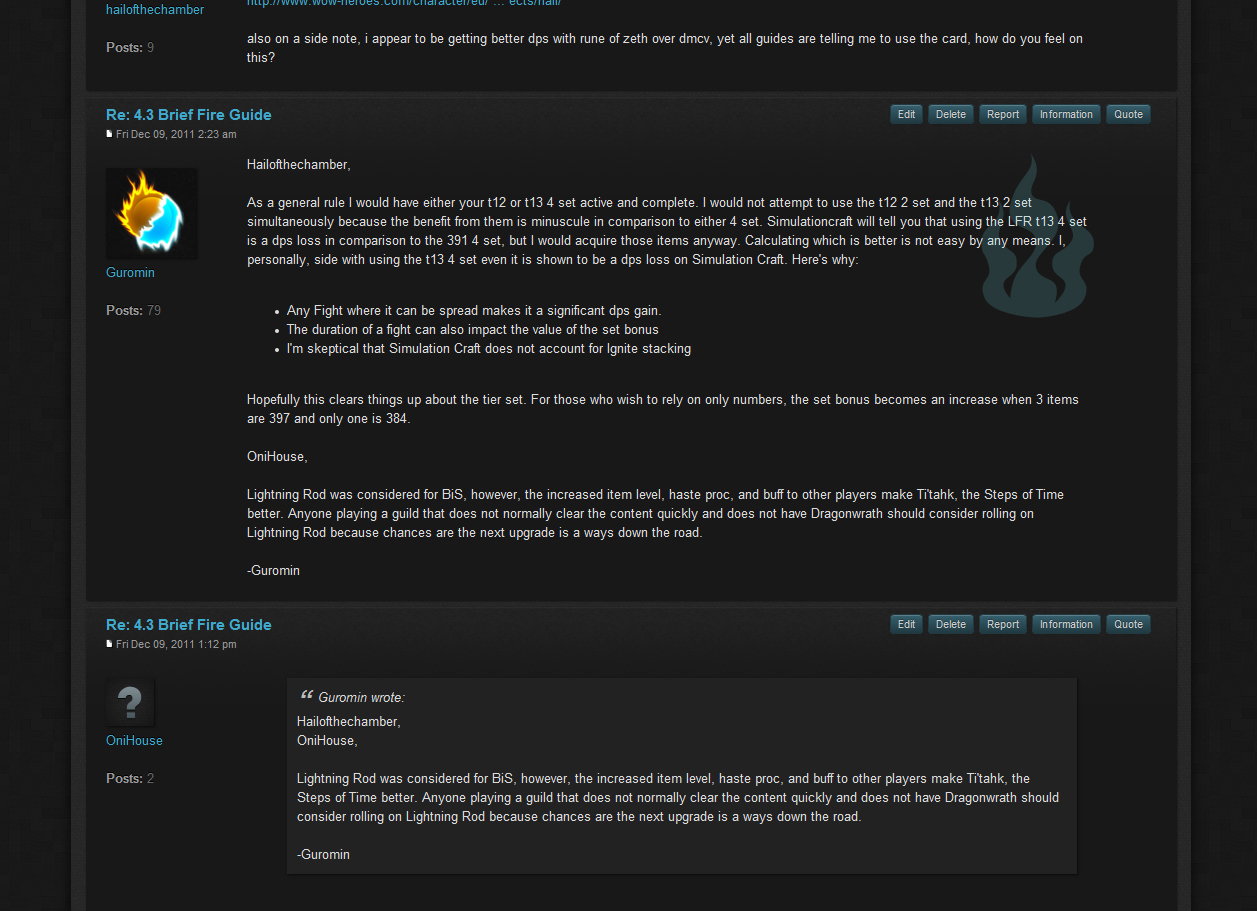 hailofthechamber
http://www.wow-heroes.com/character/eu/ ... ects/hail/
Posts: 9
also on a side note, i appear to be getting better dps with rune of zeth over dmcv, yet all guides are telling me to use the card, how do you feel on
this?
Re: 4.3 Brief Fire Guide
Edit Delete Report Information Quote
Fri Dec 09, 2011 2:23 am
Guromin
Posts: 79
Hailofthechamber,
As a general rule I would have either your t12 or t13 4 set active and complete. I would not attempt to use the t12 2 set and the t13 2 set
simultaneously because the benefit from them is minuscule in comparison to either 4 set. Simulationcraft will tell you that using the LFR t13 4 set
is a dps loss in comparison to the 391 4 set, but I would acquire those items anyway. Calculating which is better is not easy by any means. I,
personally, side with using the t13 4 set even it is shown to be a dps loss on Simulation Craft. Here's why:
• Any Fight where it can be spread makes it a significant dps gain.
• The duration of a fight can also impact the value of the set bonus
• I'm skeptical that Simulation Craft does not account for Ignite stacking
Hopefully this clears things up about the tier set. For those who wish to rely on only numbers, the set bonus becomes an increase when 3 items
are 397 and only one is 384.
OniHouse,
Lightning Rod was considered for BiS, however, the increased item level, haste proc, and buff to other players make Ti'tahk, the Steps of Time
better. Anyone playing a guild that does not normally clear the content quickly and does not have Dragonwrath should consider rolling on
Lightning Rod because chances are the next upgrade is a ways down the road.
-Guromin
Re: 4.3 Brief Fire Guide
Edit Delete Report Information Quote
Fri Dec 09, 2011 1:12 pm
?
OniHouse
Posts: 2
“ Guromin wrote:
Hailofthechamber,
OniHouse,
Lightning Rod was considered for BiS, however, the increased item level, haste proc, and buff to other players make Ti'tahk, the
Steps of Time better. Anyone playing a guild that does not normally clear the content quickly and does not have Dragonwrath should
consider rolling on Lightning Rod because chances are the next upgrade is a ways down the road.
-Guromin